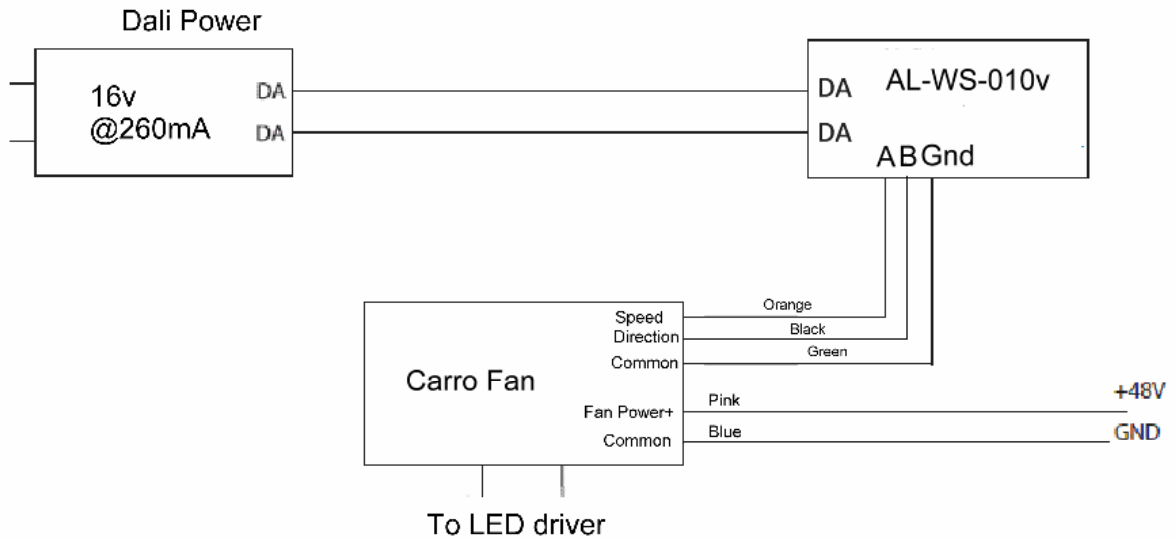 Dali Power
16v
@260mA
DA
DA
DA
DA
AL-WS-010v
A B Gnd
Carro Fan
Speed
Direction
Common
Fan Power+
Common
Orange
Black
Green
Pink
Blue
+48V
GND
To LED driver